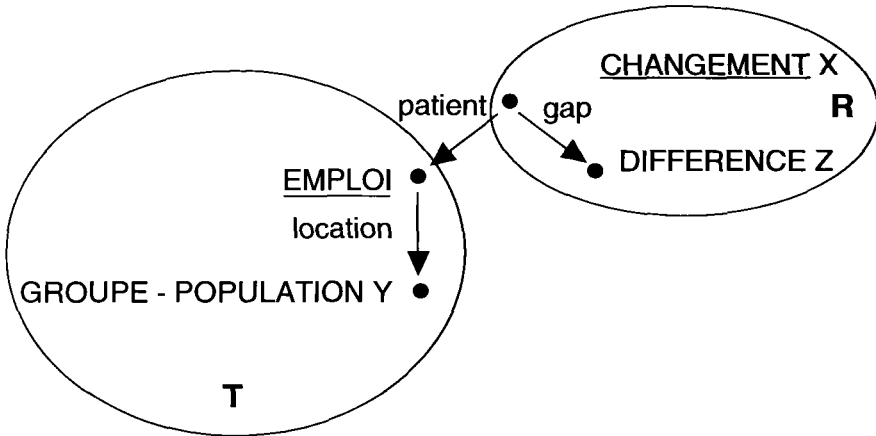 CHANGEMENT X
patient
gap
R
DIFFERENCE Z
EMPLOI
location
GROUPE - POPULATION Y
T